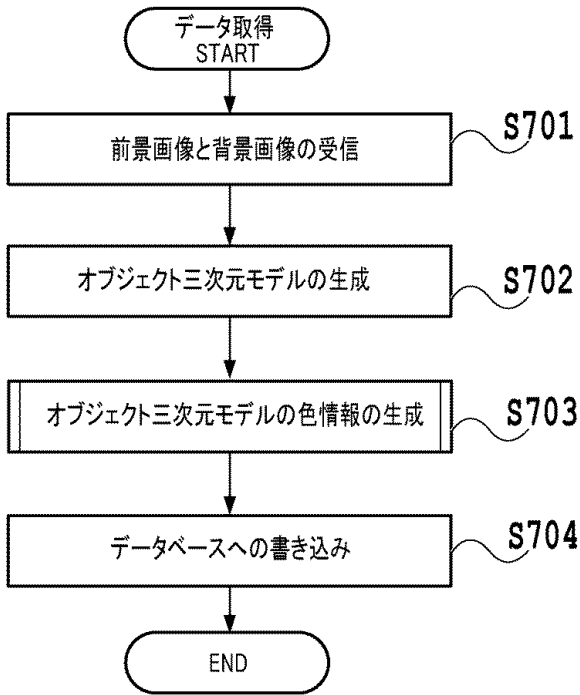 データ取得
START
前景画像と背景画像の受信
S701
オブジェクト三次元モデルの生成
S702
オブジェクト三次元モデルの色情報の生成
S703
データベースへの書き込み
S704
END